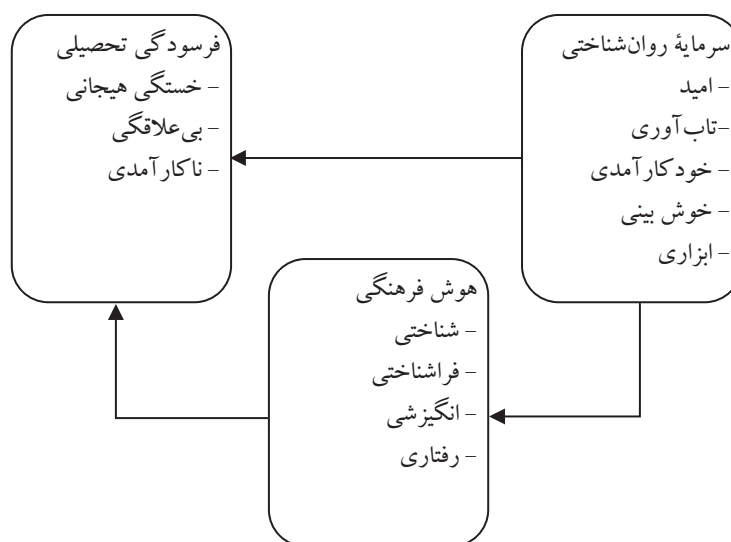 سرمایهٔ روان‌شناختی
– امید
-تاب‌آوری
– خودکارآمدی
– خوش بینی
– ابزاری
فرسودگی تحصیلی
– خستگی هیجانی
– بی‌علاقگی
– ناکارآمدی
هوش فرهنگی
– شناختی
– فراشناختی
– انگیزشی
– رفتاری